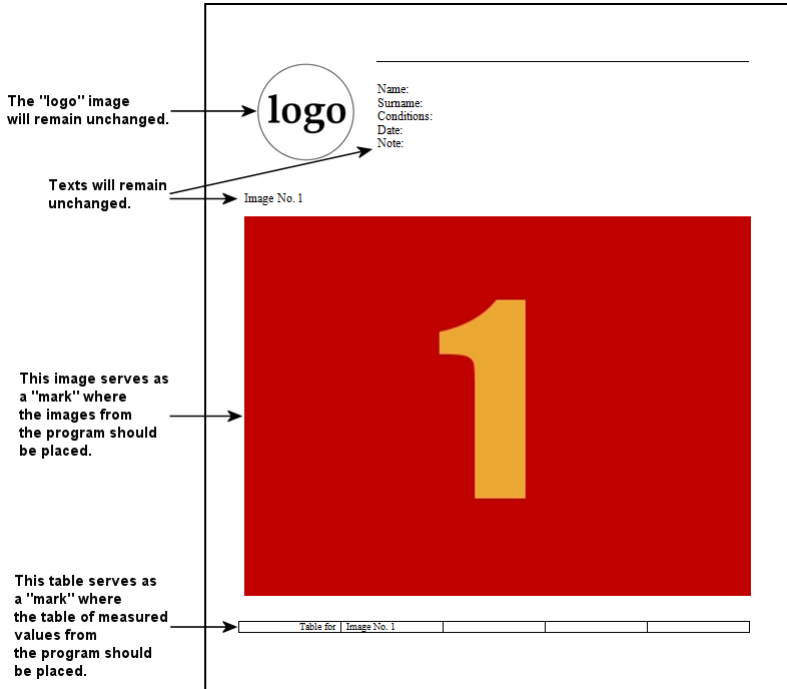 The "logo" image
will remain unchanged.
logo
Name:
Surname:
Conditions:
Date:
Note:
Texts will remain
unchanged.
Image No. 1
1
This image serves as
a "mark" where
the images from
the program should
be placed.
This table serves as
a "mark" where
the table of measured
values from
the program should
be placed.
Table for Image No. 1